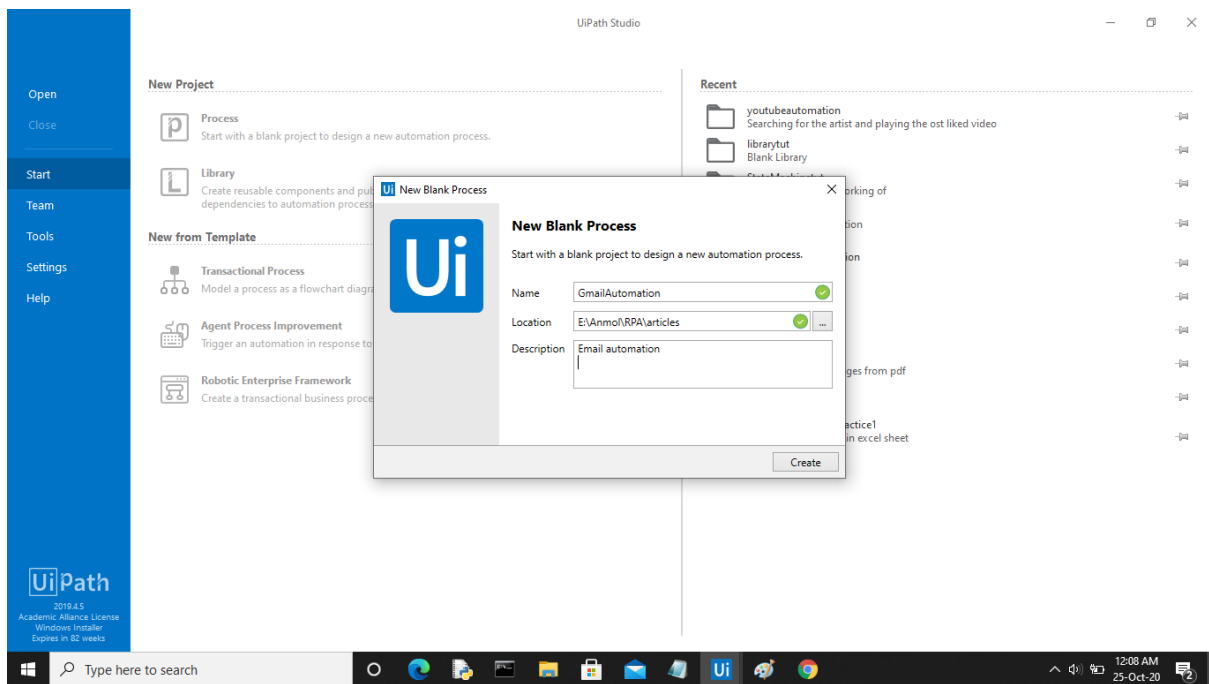 UiPath Studio
Open
Close
Start
Team
Tools
Settings
Help
UiPath
2019.4.5
Academic Alliance License
Windows Installer
Expires in 82 weeks
New Project
Process
Start with a blank project to design a new automation process.
Library
Create reusable components and pub
dependencies to automation process
New from Template
Transactional Process
Model a process as a flowchart diagra
Agent Process Improvement
Trigger an automation in response to
Robotic Enterprise Framework
Create a transactional business proce
Recent
youtubeautomation
Searching for the artist and playing the ost liked video
librarytut
Blank Library
orking of
tion
ion
ges from pdf
actice1
in excel sheet
Ui New Blank Process
Ui
New Blank Process
Start with a blank project to design a new automation process.
Name GmailAutomation
Location E:\Anmol\RPA\articles ...
Description Email automation
Create
Type here to search
Ui
12:08 AM
25-Oct-20
2